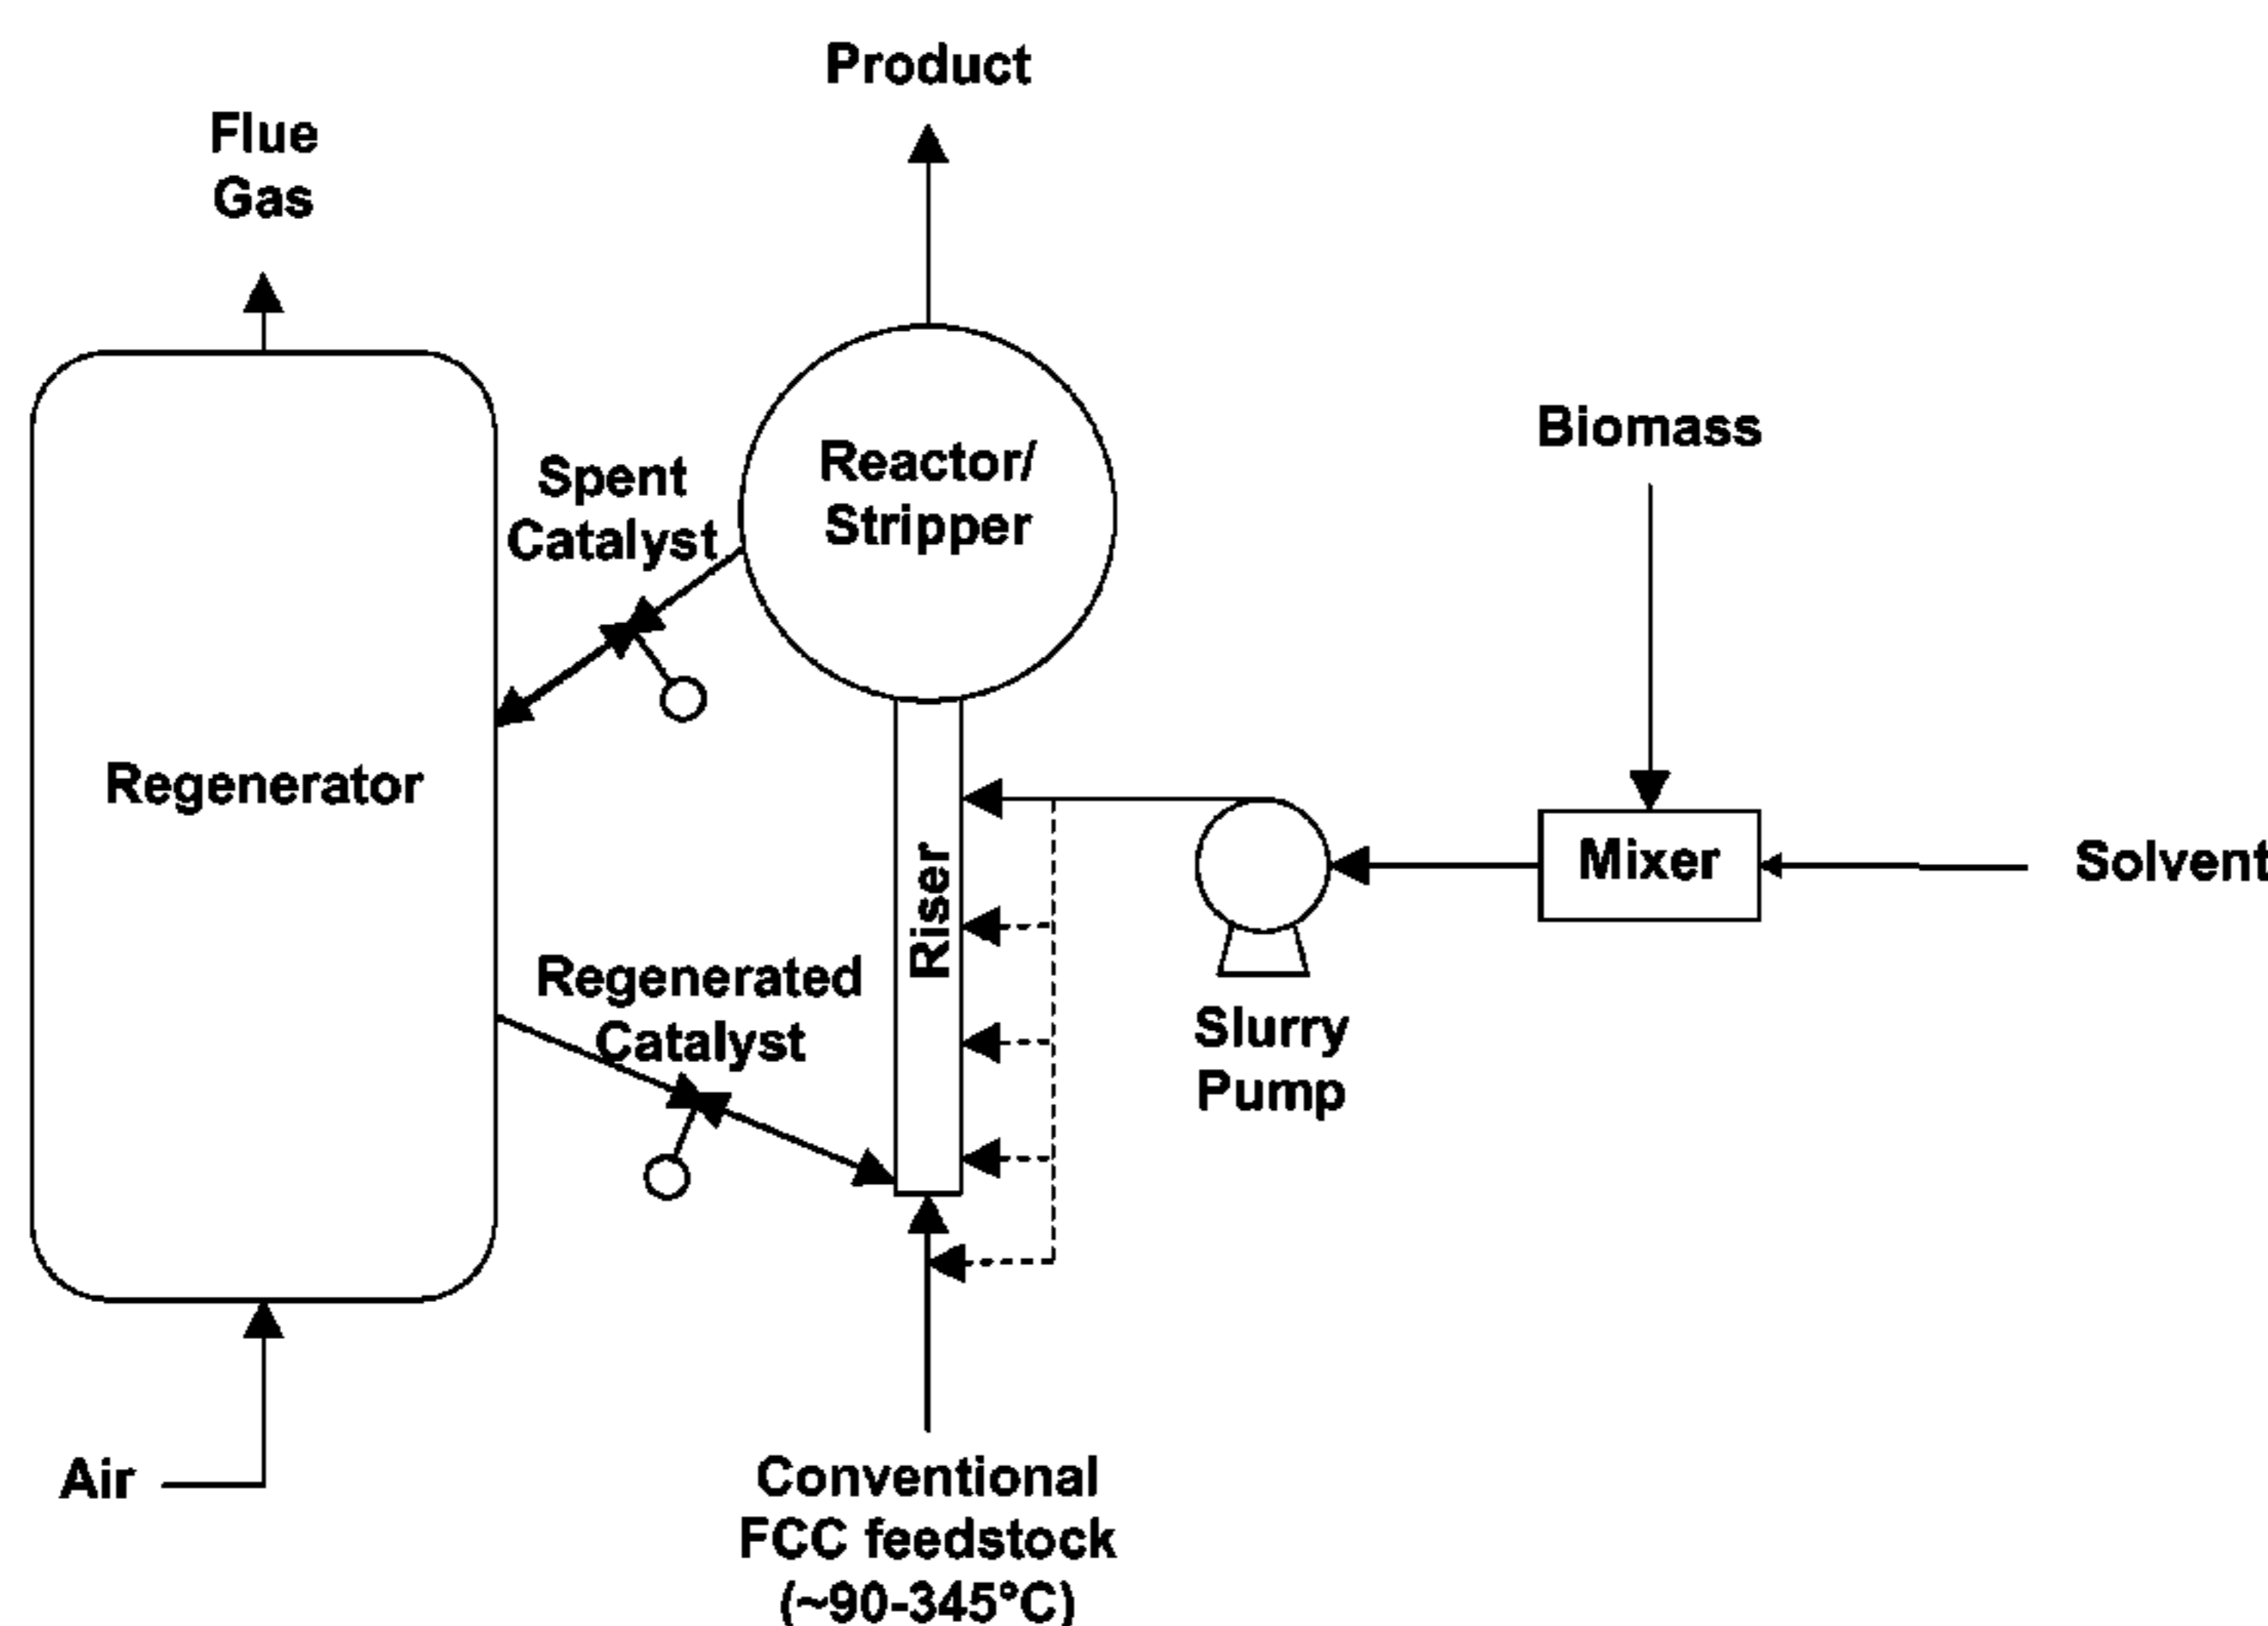 Product
Flue
Gas
Biomass
Reactor/
Stripper
Spent
Catalyst
Regenerator
Riser
Mixer
Solvent
Regenerated
Catalyst
Slurry
Pump
Air
Conventional
FCC feedstock
(~90-345°C)